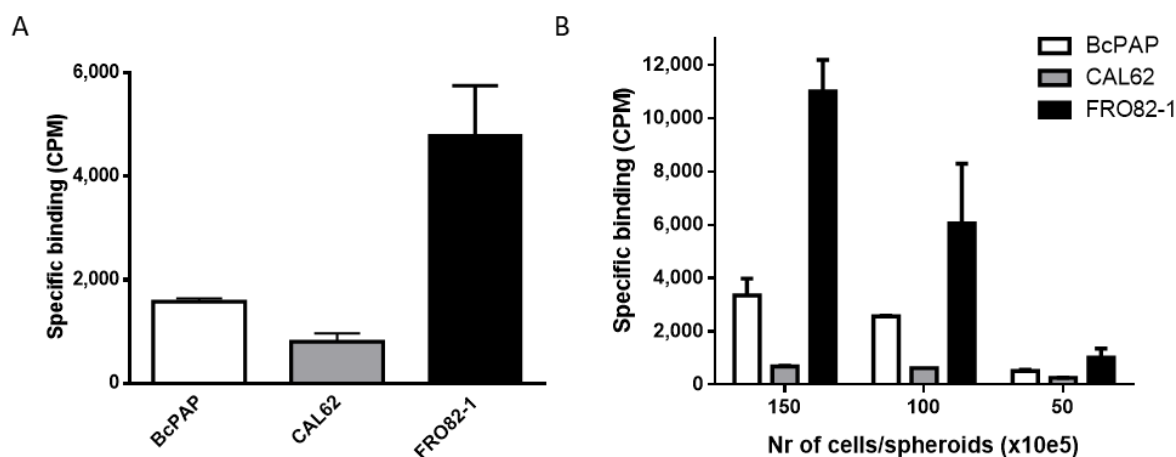 A
Specific binding (CPM)
6,000
4,000
2,000
0
BcPAP
CAL62
FRO82-1
B
Specific binding (CPM)
12,000
10,000
8,000
6,000
4,000
2,000
0
150
100
50
Nr of cells/spheroids (x10e5)
BcPAP
CAL62
FRO82-1